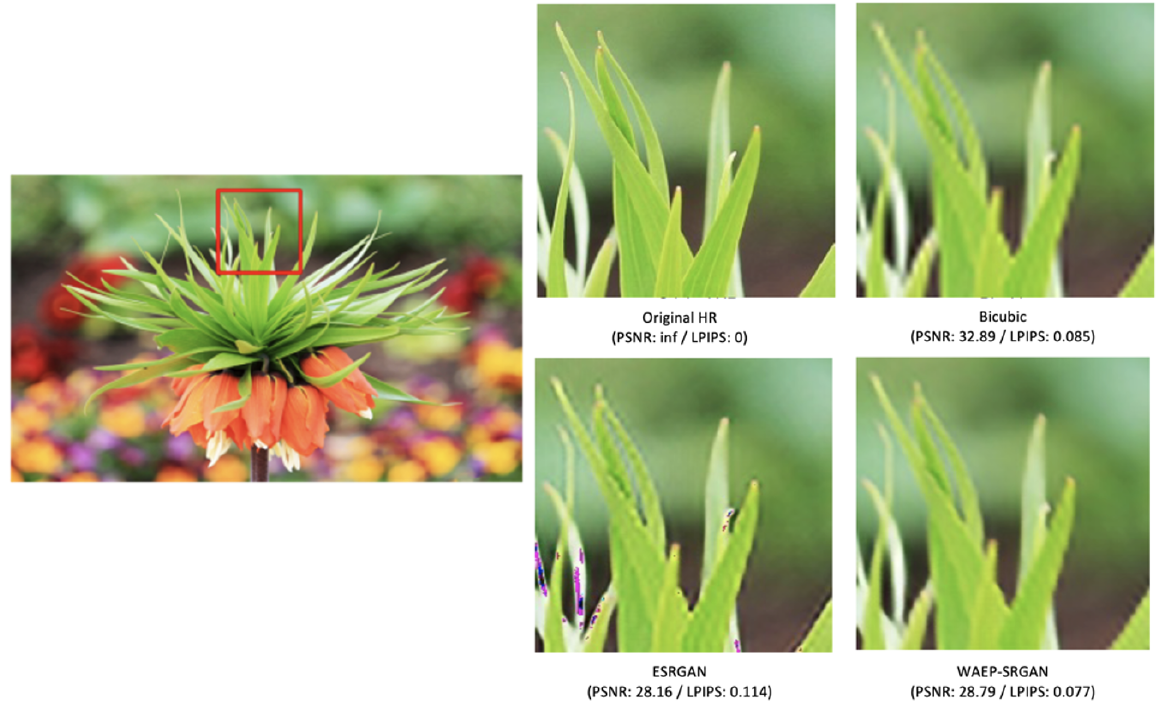 Original HR
(PSNR: inf / LPIPS: 0)
Bicubic
(PSNR: 32.89 / LPIPS: 0.085)
ESRGAN
(PSNR: 28.16 / LPIPS: 0.114)
WAEP-SRGAN
(PSNR: 28.79 / LPIPS: 0.077)